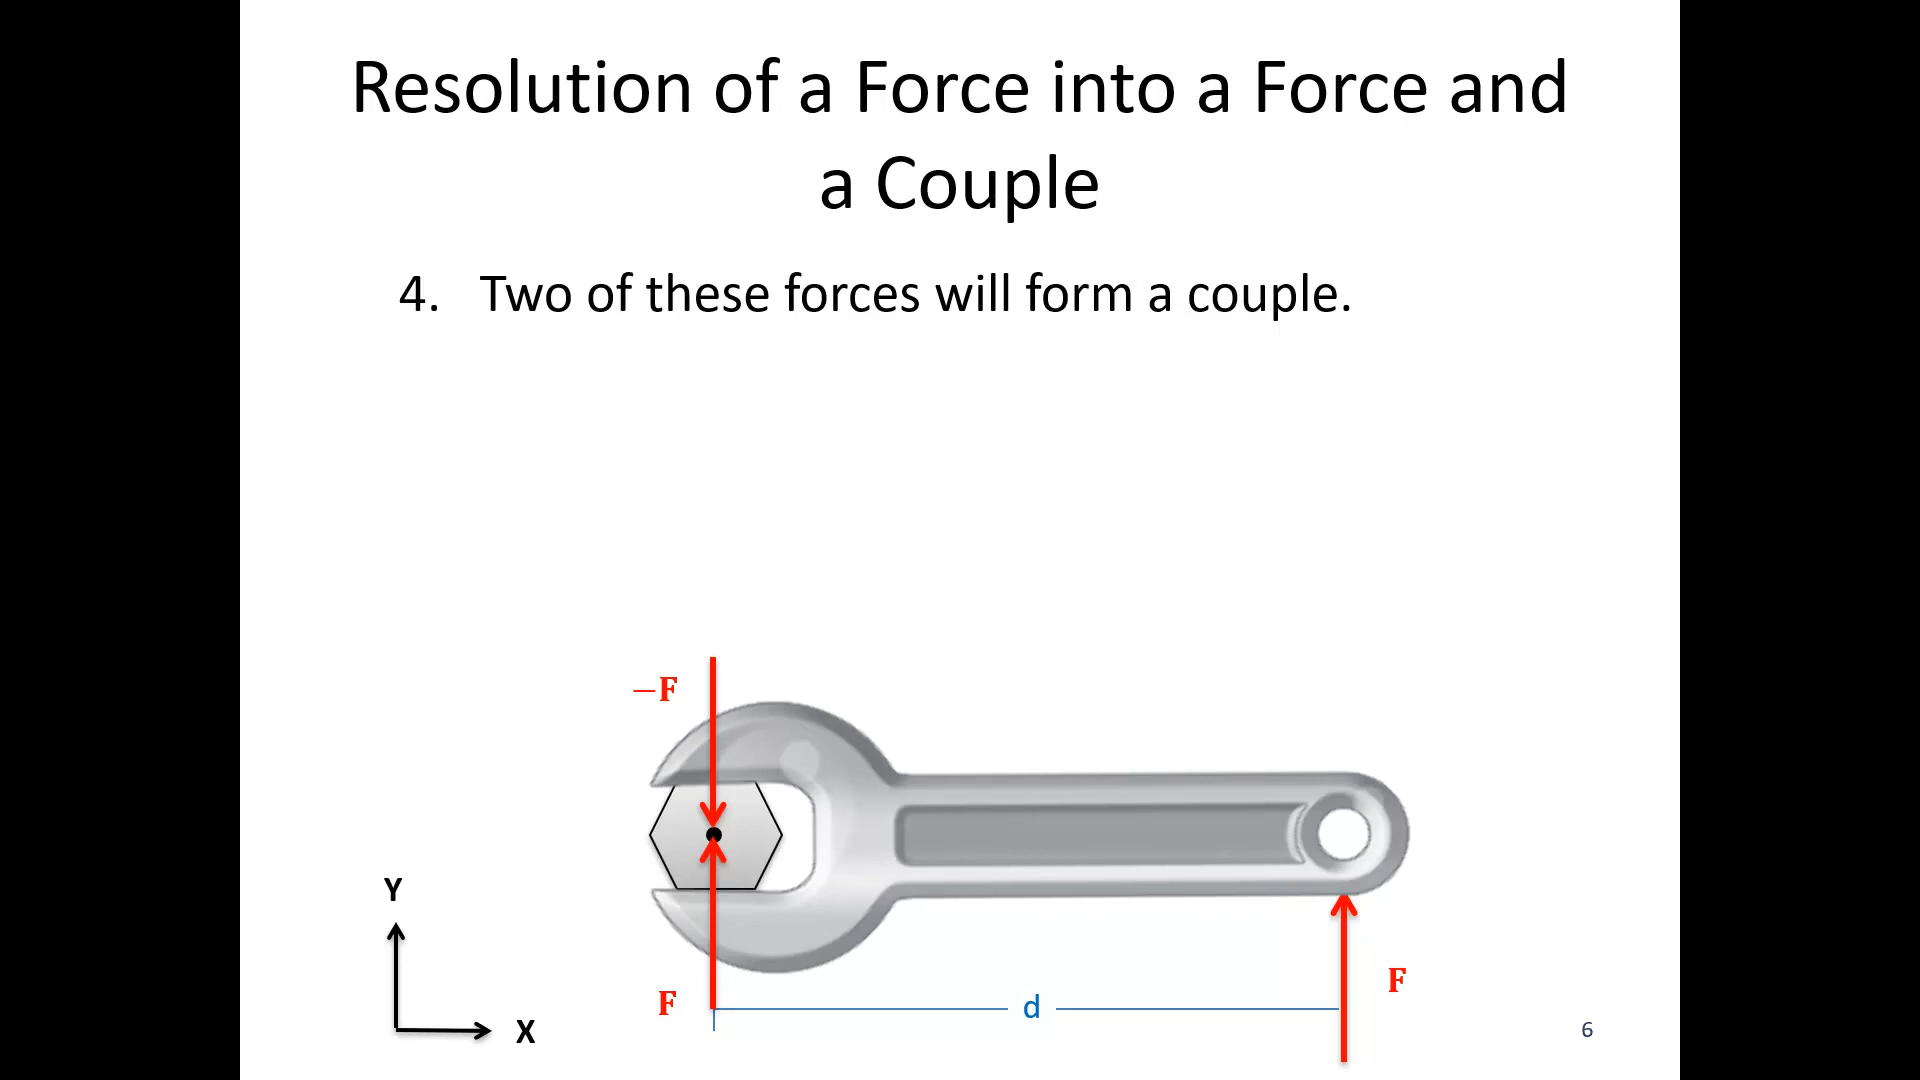 Resolution of a Force into a Force and
a Couple
4. Two of these forces will form a couple.
−F
Y
F
d
F
X
6